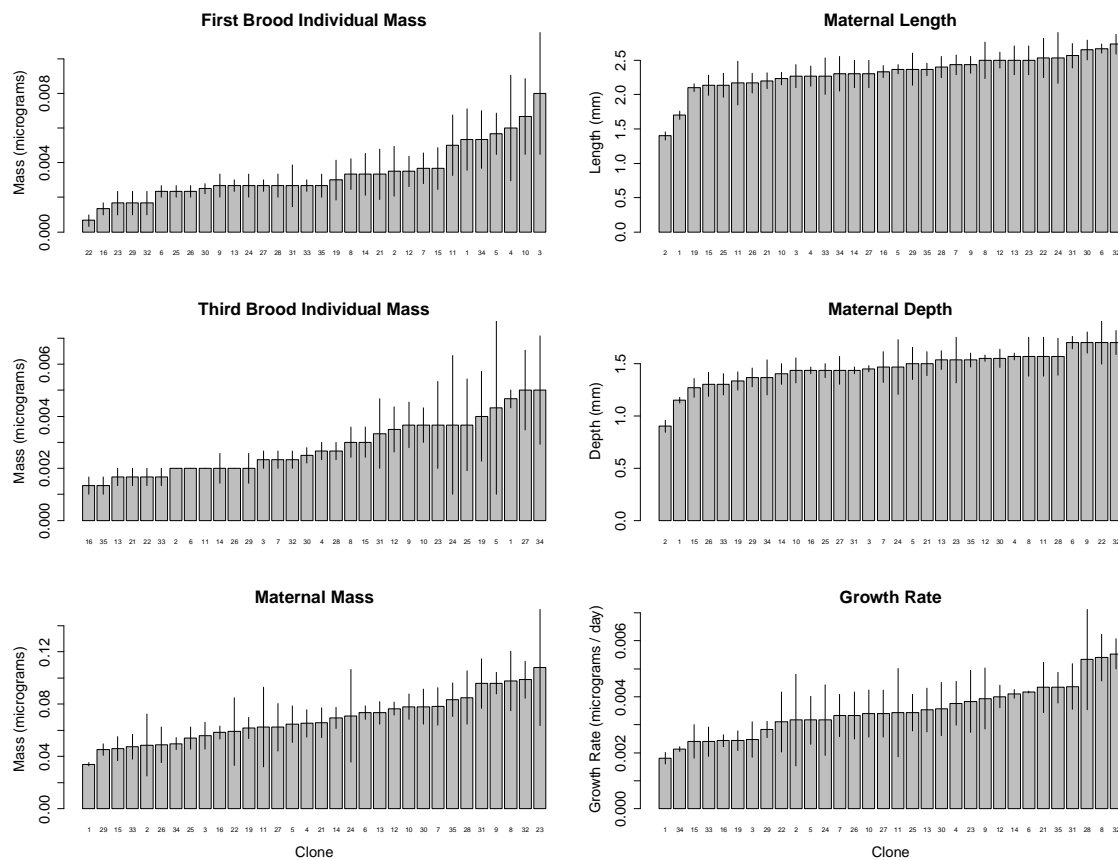 First Brood Individual Mass
Mass (micrograms)
0.000 0.004 0.008
22 16 23 29 32 6 25 26 30 9 13 24 27 28 31 33 35 19 8 14 21 2 12 7 15 11 1 34 5 4 10 3
Maternal Length
Length (mm)
0.0 0.5 1.0 1.5 2.0 2.5
2 1 19 15 25 11 26 21 10 3 4 33 34 14 27 16 5 29 35 28 7 9 8 12 13 23 22 24 31 30 6 32
Third Brood Individual Mass
Mass (micrograms)
0.000 0.002 0.004 0.006
16 35 13 21 22 33 2 6 11 14 26 29 3 7 32 30 4 28 8 15 31 12 9 10 23 24 25 19 5 1 27 34
Maternal Depth
Depth (mm)
0.0 0.5 1.0 1.5
2 1 15 26 33 19 29 34 14 10 16 25 27 31 3 7 24 5 21 13 23 35 12 30 4 8 11 28 6 9 22 32
Maternal Mass
Mass (micrograms)
0.00 0.04 0.08 0.12
1 29 15 33 2 26 34 25 3 16 22 19 11 27 5 4 21 14 24 6 13 12 10 30 7 35 28 31 9 8 32 23
Clone
Growth Rate
Growth Rate (micrograms / day)
0.000 0.002 0.004 0.006
1 34 15 33 16 19 3 29 22 2 5 24 7 26 10 27 11 25 13 30 4 23 9 12 14 6 21 35 31 28 8 32
Clone